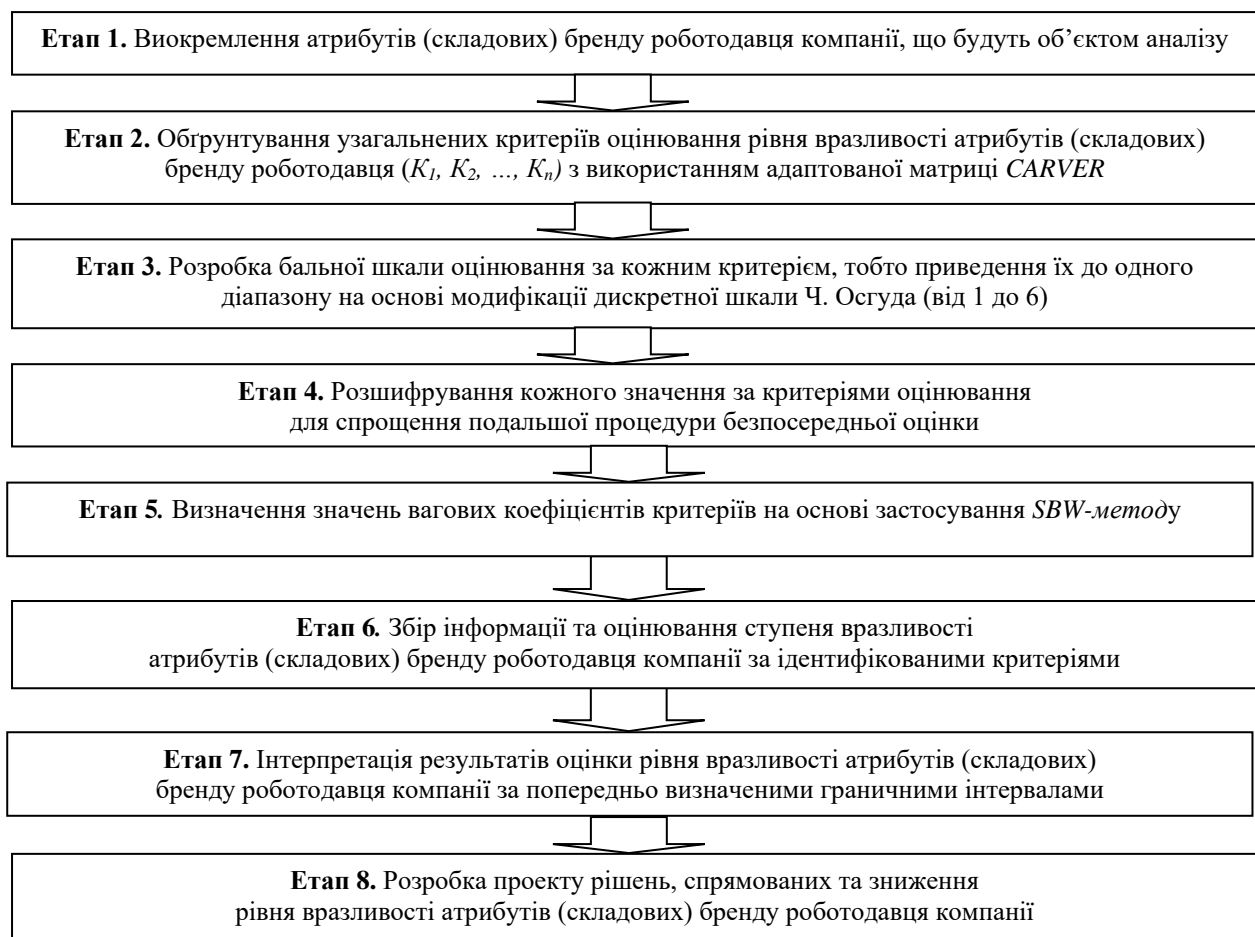 Етап 1. Виокремлення атрибутів (складових) бренду роботодавця компанії, що будуть об’єктом аналізу
Етап 2. Обґрунтування узагальнених критеріїв оцінювання рівня вразливості атрибутів (складових)
бренду роботодавця (K1, K2, …, Kn) з використанням адаптованої матриці CARVER
Етап 3. Розробка бальної шкали оцінювання за кожним критерієм, тобто приведення їх до одного
діапазону на основі модифікації дискретної шкали Ч. Осгуда (від 1 до 6)
Етап 4. Розшифрування кожного значення за критеріями оцінювання
для спрощення подальшої процедури безпосередньої оцінки
Етап 5. Визначення значень вагових коефіцієнтів критеріїв на основі застосування SBW-методу
Етап 6. Збір інформації та оцінювання ступеня вразливості
атрибутів (складових) бренду роботодавця компанії за ідентифікованими критеріями
Етап 7. Інтерпретація результатів оцінки рівня вразливості атрибутів (складових)
бренду роботодавця компанії за попередньо визначеними граничними інтервалами
Етап 8. Розробка проекту рішень, спрямованих та зниження
рівня вразливості атрибутів (складових) бренду роботодавця компанії